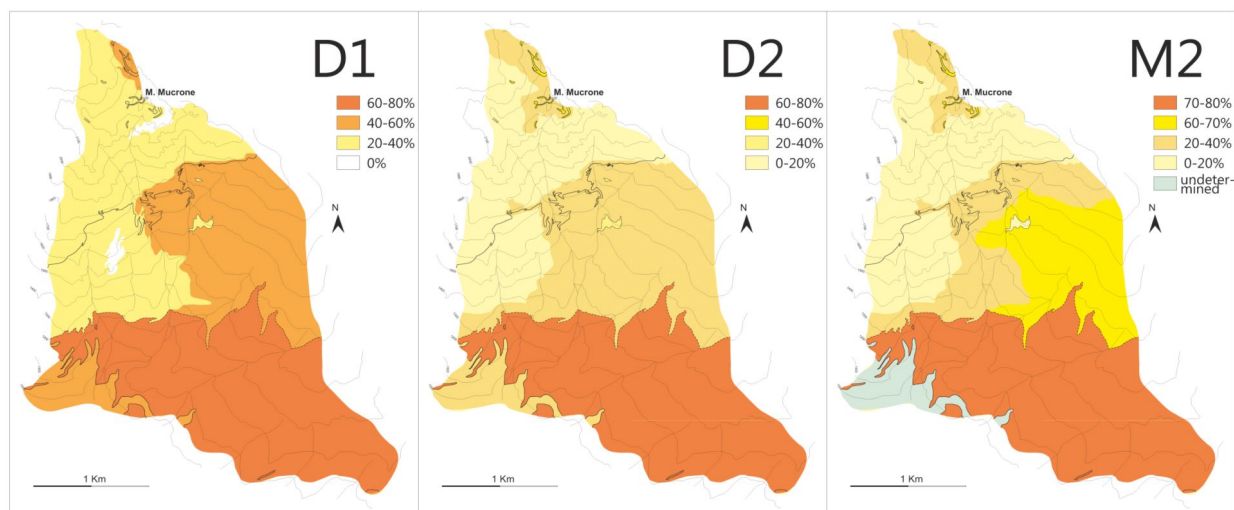 D1
M. Mucrone
60-80%
40-60%
20-40%
0%
N
1 Km
D2
M. Mucrone
60-80%
40-60%
20-40%
0-20%
N
1 Km
M2
M. Mucrone
70-80%
60-70%
20-40%
0-20%
undeter-
mined
N
1 Km